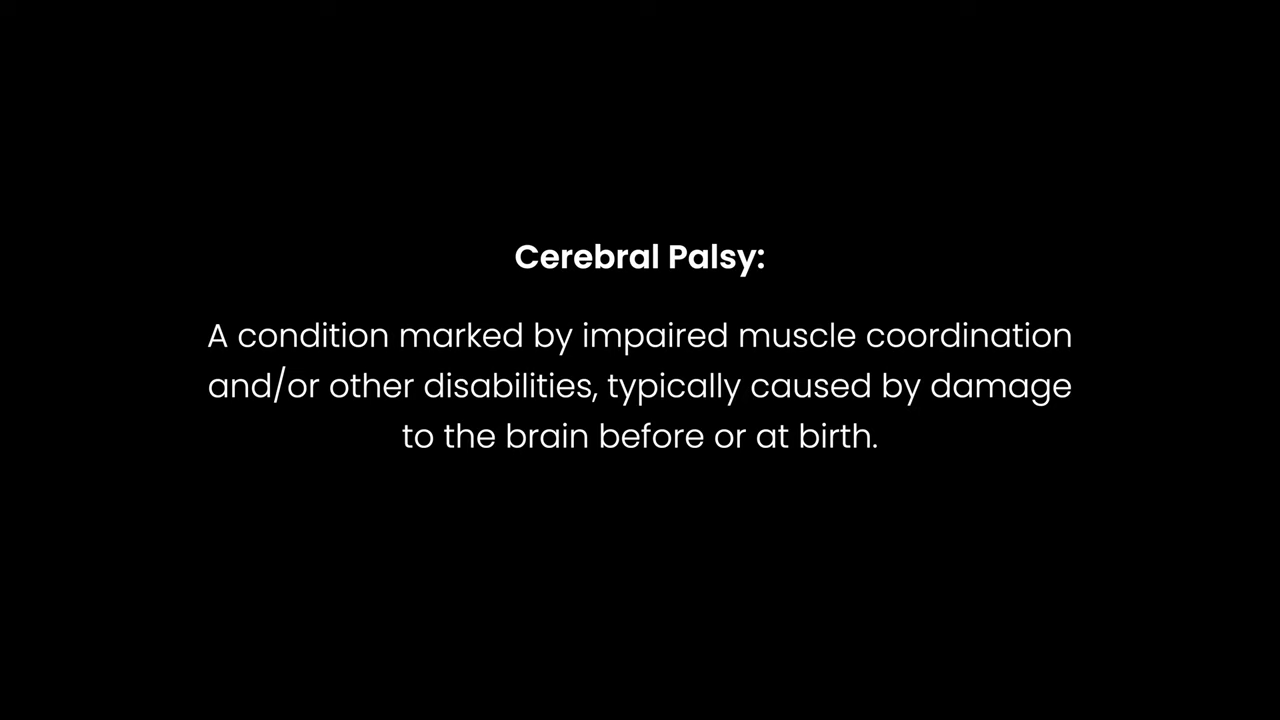 Cerebral Palsy:
A condition marked by impaired muscle coordination
and/or other disabilities, typically caused by damage
to the brain before or at birth.